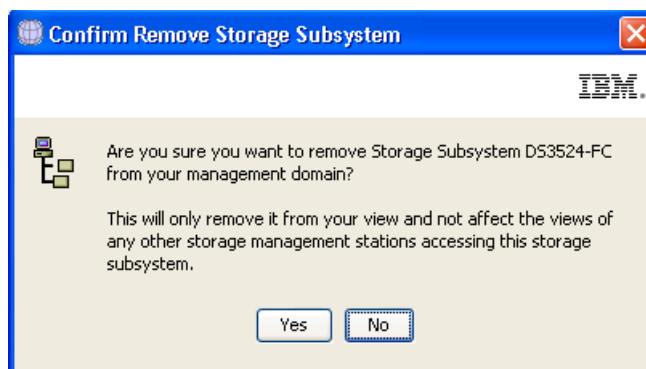 Confirm Remove Storage Subsystem
IBM.
Are you sure you want to remove Storage Subsystem DS3524-FC
from your management domain?
This will only remove it from your view and not affect the views of
any other storage management stations accessing this storage
subsystem.
Yes No